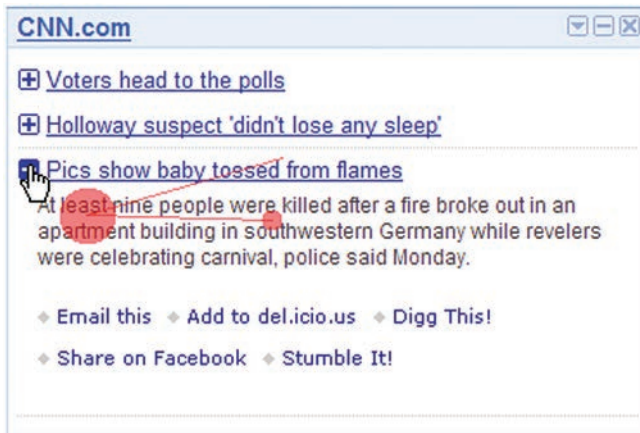 CNN.com
Voters head to the polls
Holloway suspect 'didn't lose any sleep'
Pics show baby tossed from flames
At least nine people were killed after a fire broke out in an
apartment building in southwestern Germany while revelers
were celebrating carnival, police said Monday.
Email this Add to del.icio.us Digg This!
Share on Facebook Stumble It!